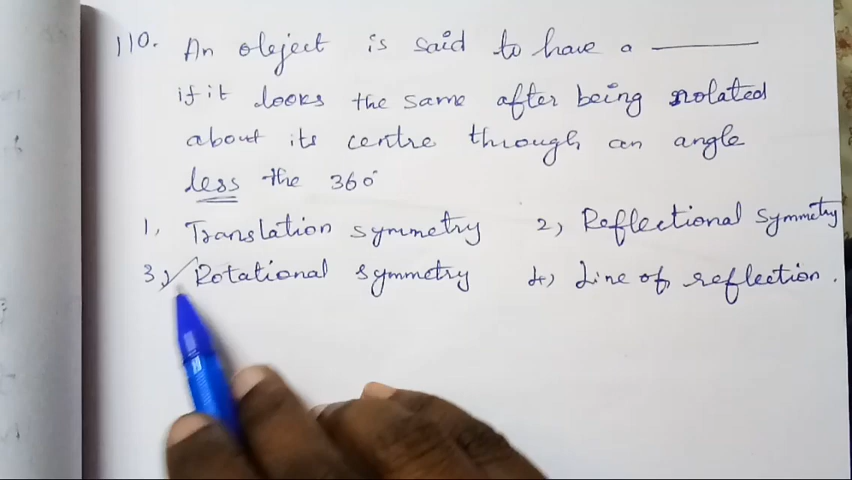 110. An object is said to have a ________
if it looks the same after being rotated
about its centre through an angle
less the 360°
1, Translation symmetry 2, Reflectional symmetry
3, Rotational symmetry 4, Line of reflection.